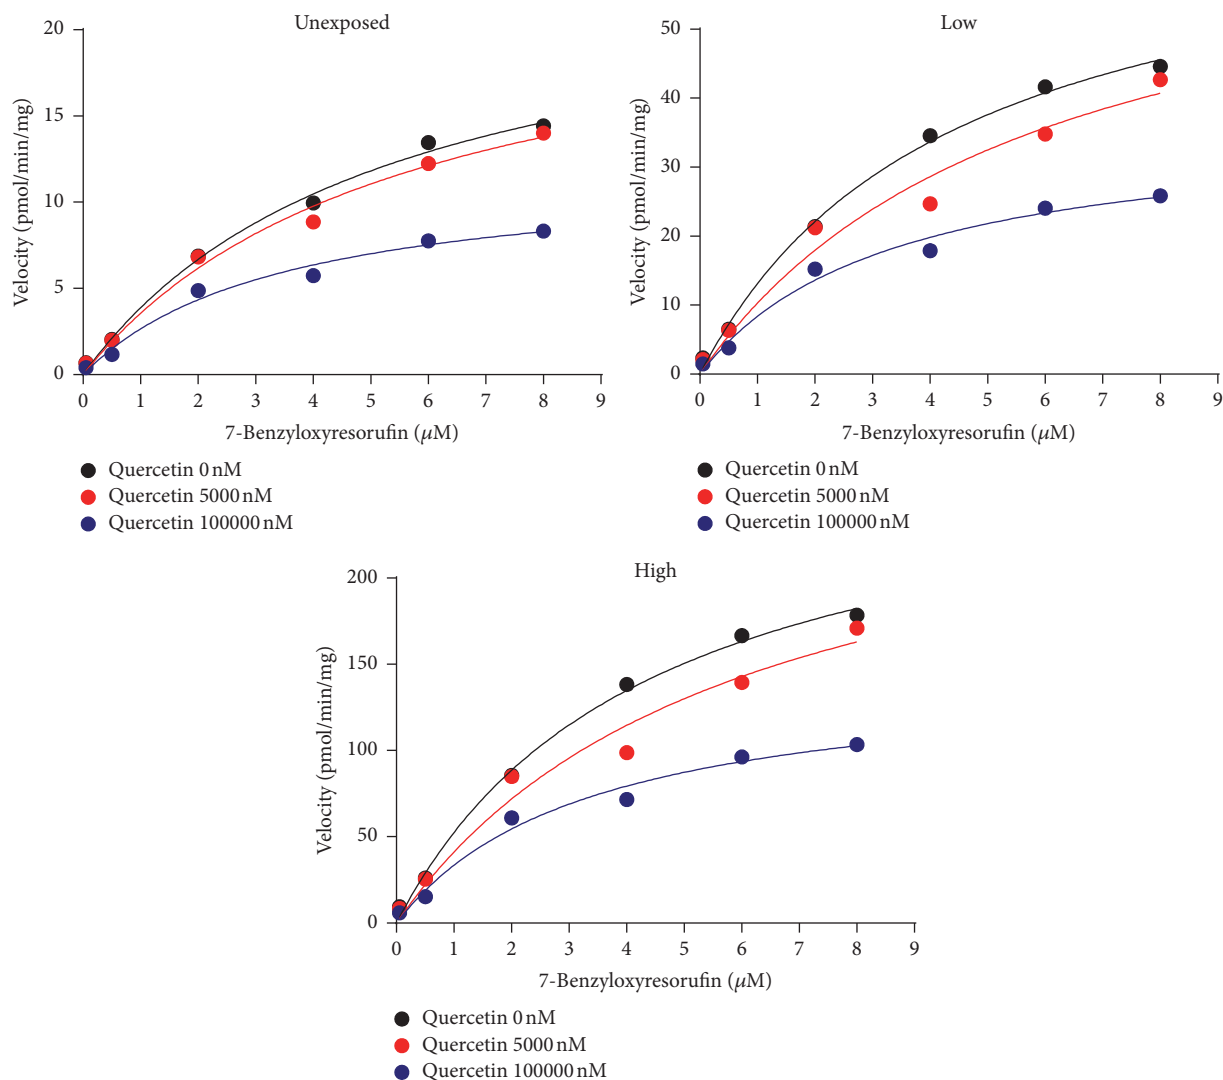 Unexposed
Velocity (pmol/min/mg)
20
15
10
5
0
0 1 2 3 4 5 6 7 8 9
7-Benzyloxyresorufin (μM)
Quercetin 0 nM
Quercetin 5000 nM
Quercetin 100000 nM
Low
Velocity (pmol/min/mg)
50
40
30
20
10
0
0 1 2 3 4 5 6 7 8 9
7-Benzyloxyresorufin (μM)
Quercetin 0 nM
Quercetin 5000 nM
Quercetin 100000 nM
High
Velocity (pmol/min/mg)
200
150
100
50
0
0 1 2 3 4 5 6 7 8 9
7-Benzyloxyresorufin (μM)
Quercetin 0 nM
Quercetin 5000 nM
Quercetin 100000 nM